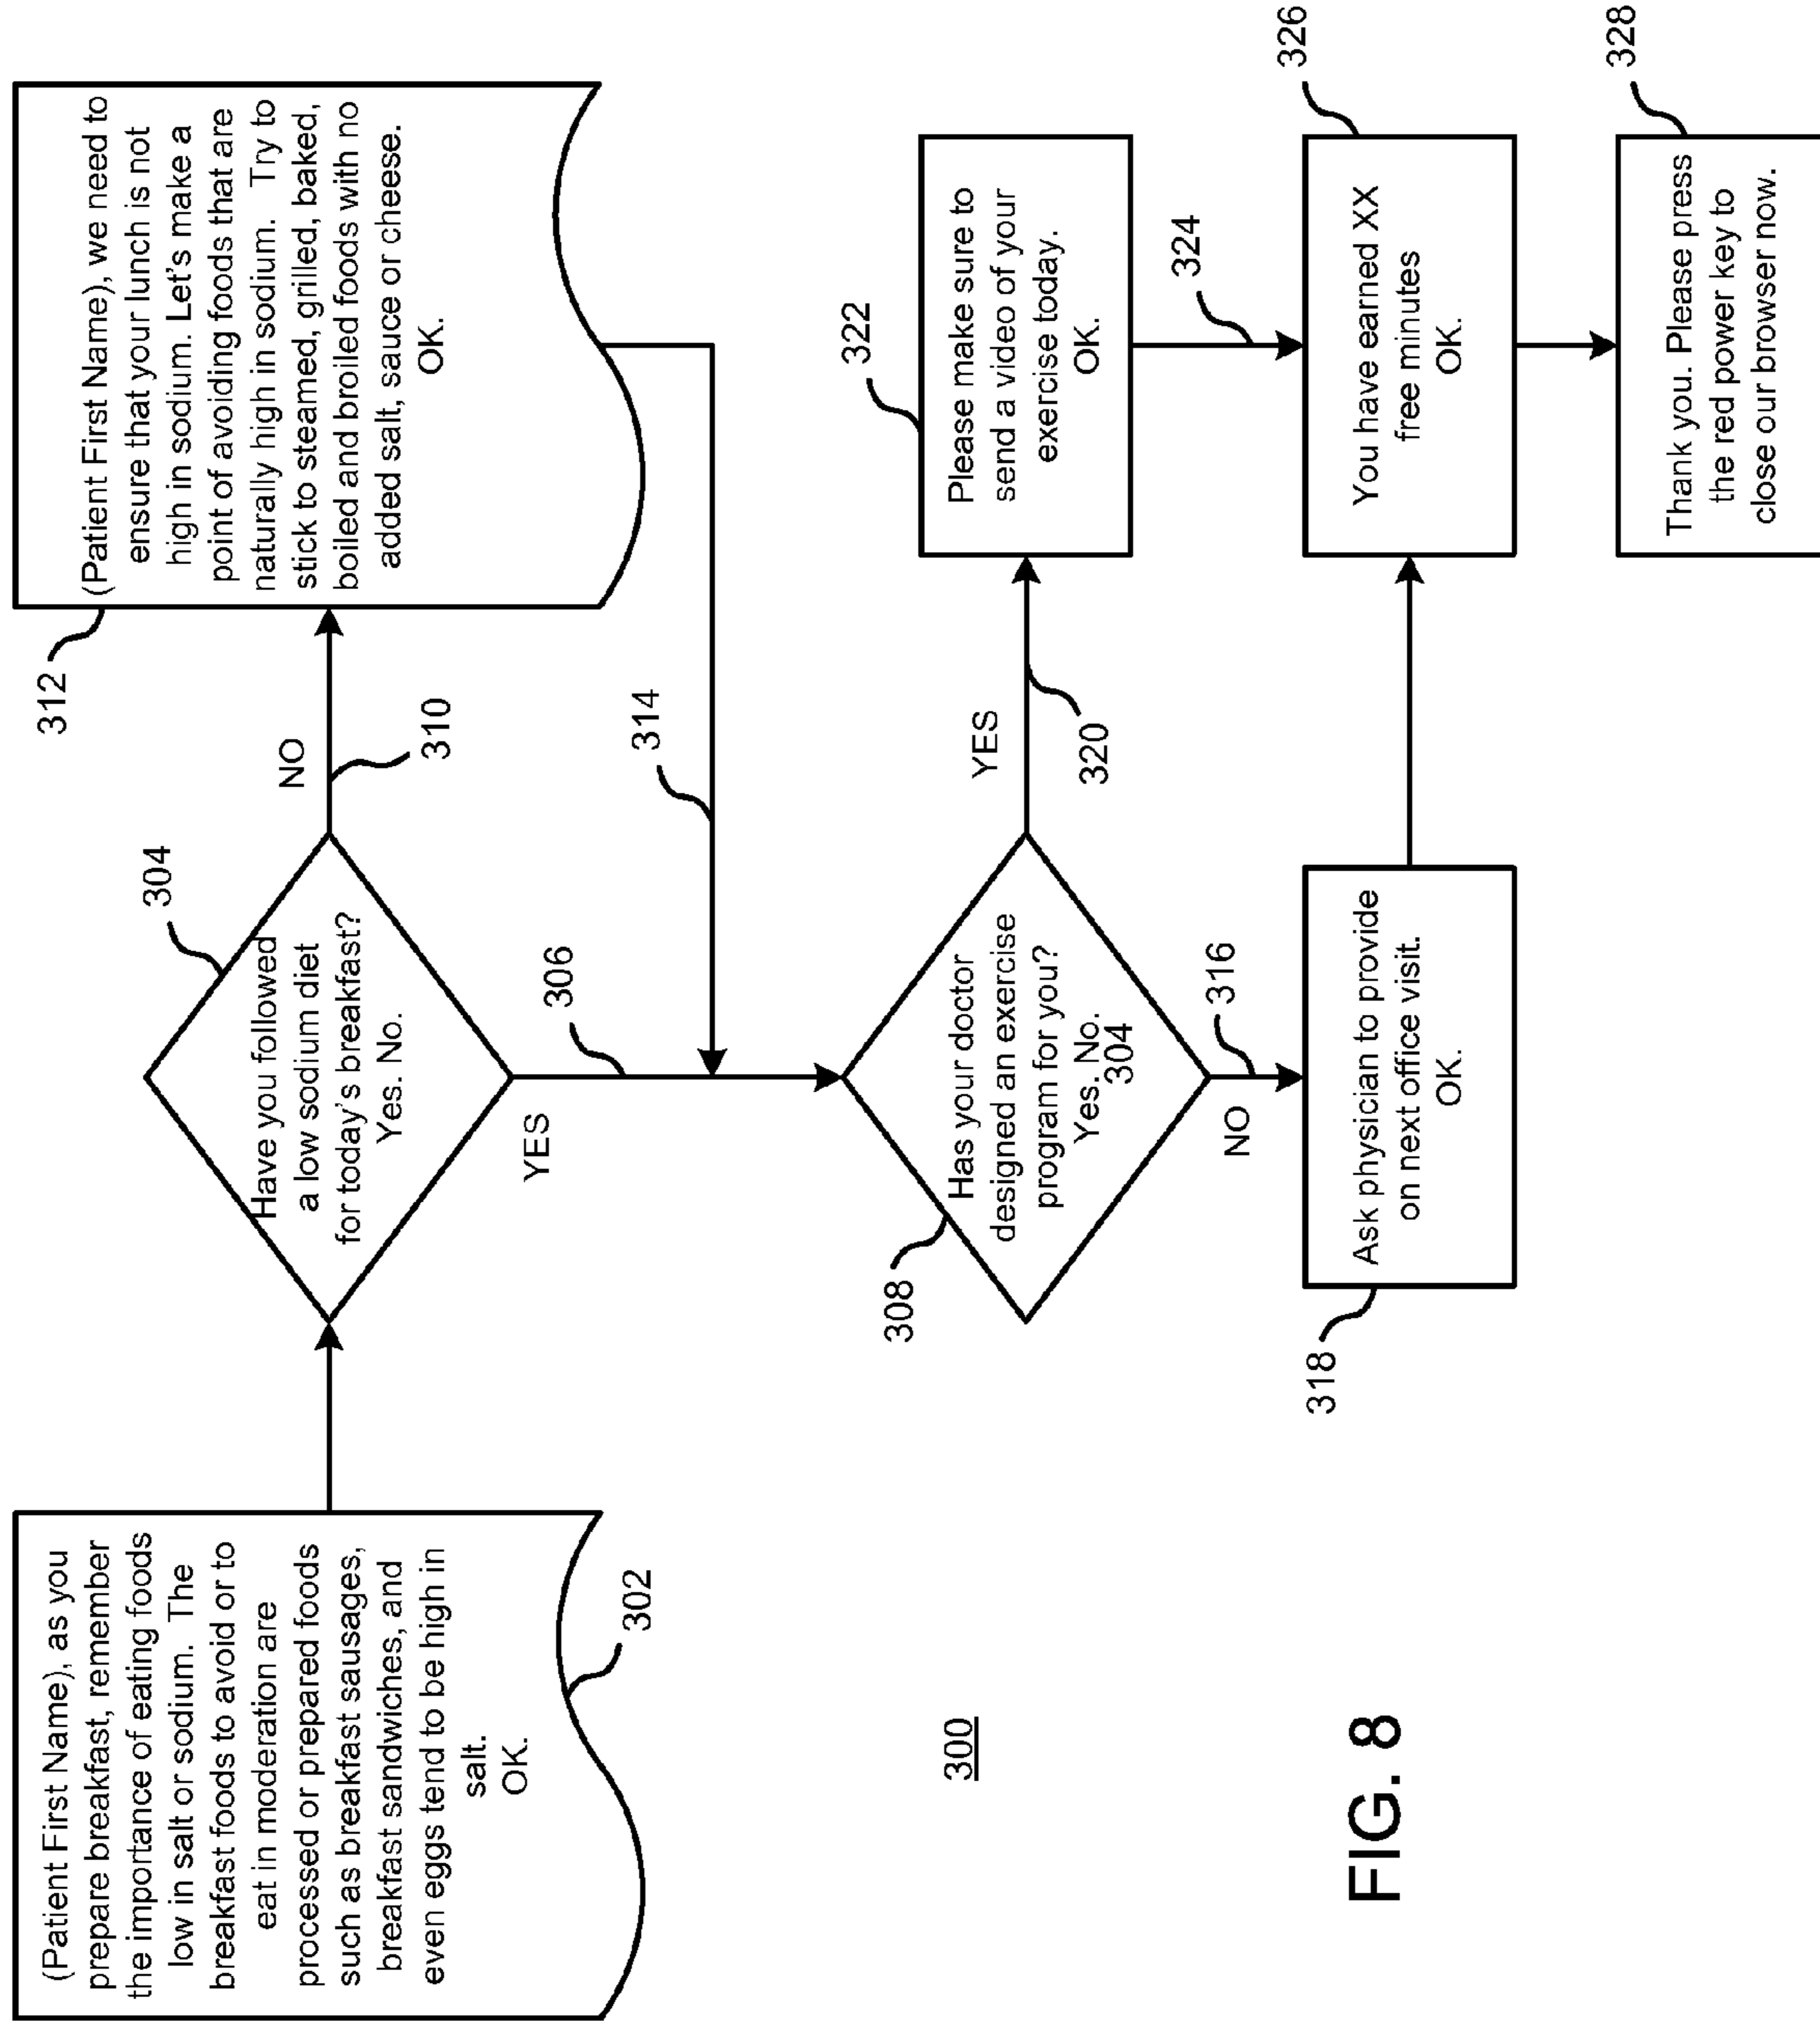 (Patient First Name), as you
prepare breakfast, remember
the importance of eating foods
low in salt or sodium. The
breakfast foods to avoid or to
eat in moderation are
processed or prepared foods
such as breakfast sausages,
breakfast sandwiches, and
even eggs tend to be high in
salt.
OK.
302
304
Have you followed
a low sodium diet
for today's breakfast?
Yes. No.
NO
310
312
(Patient First Name), we need to
ensure that your lunch is not
high in sodium. Let's make a
point of avoiding foods that are
naturally high in sodium. Try to
stick to steamed, grilled, baked,
boiled and broiled foods with no
added salt, sauce or cheese.
OK.
YES
306
314
308
Has your doctor
designed an exercise
program for you?
Yes. No.
304
YES
320
322
Please make sure to
send a video of your
exercise today.
OK.
NO
316
324
318
Ask physician to provide
on next office visit.
OK.
You have earned XX
free minutes
OK.
326
Thank you. Please press
the red power key to
close our browser now.
328
300
FIG. 8